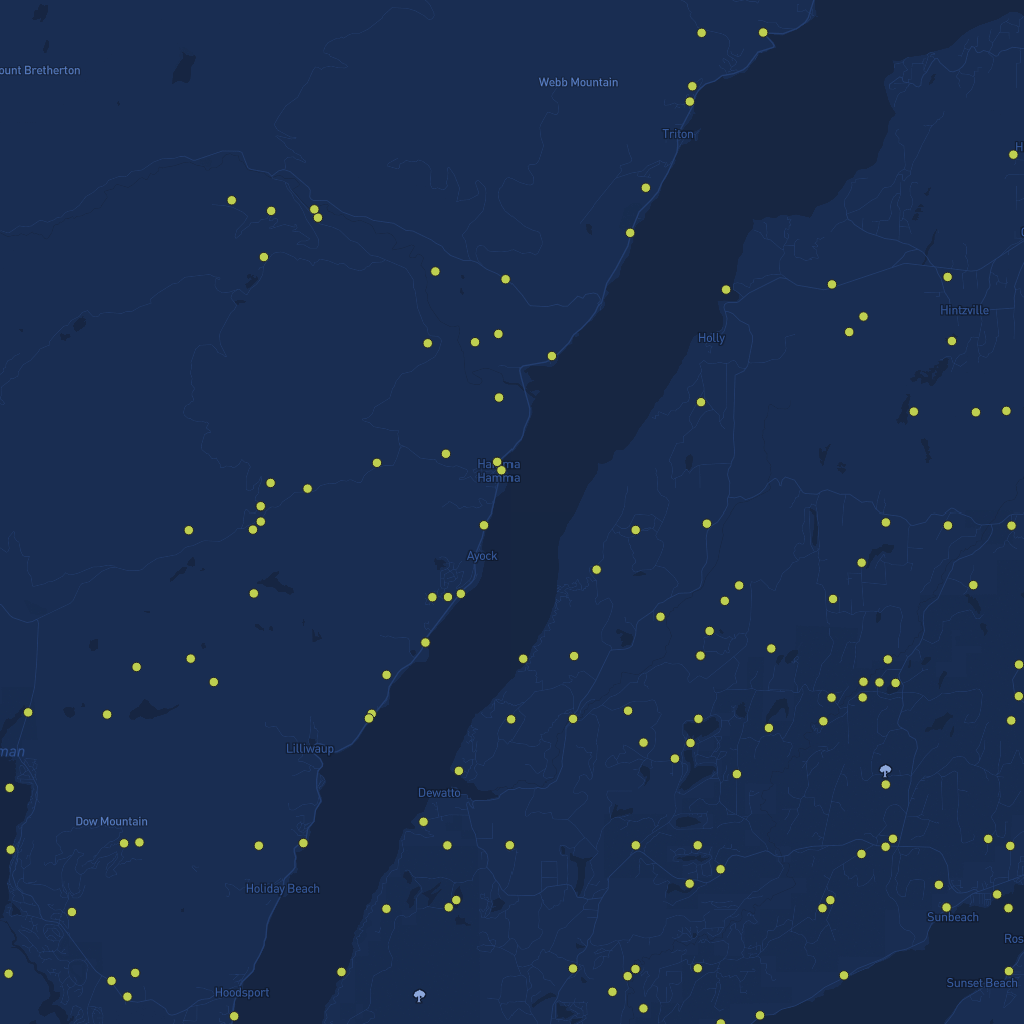 ount Bretherton
Webb Mountain
Triton
H
Hintzville
Holly
Hamma
Hamma
Ayock
man
Lilliwaup
Dewatto
Dow Mountain
Holiday Beach
Sunbeach
Ros
Hoodsport
Sunset Beach